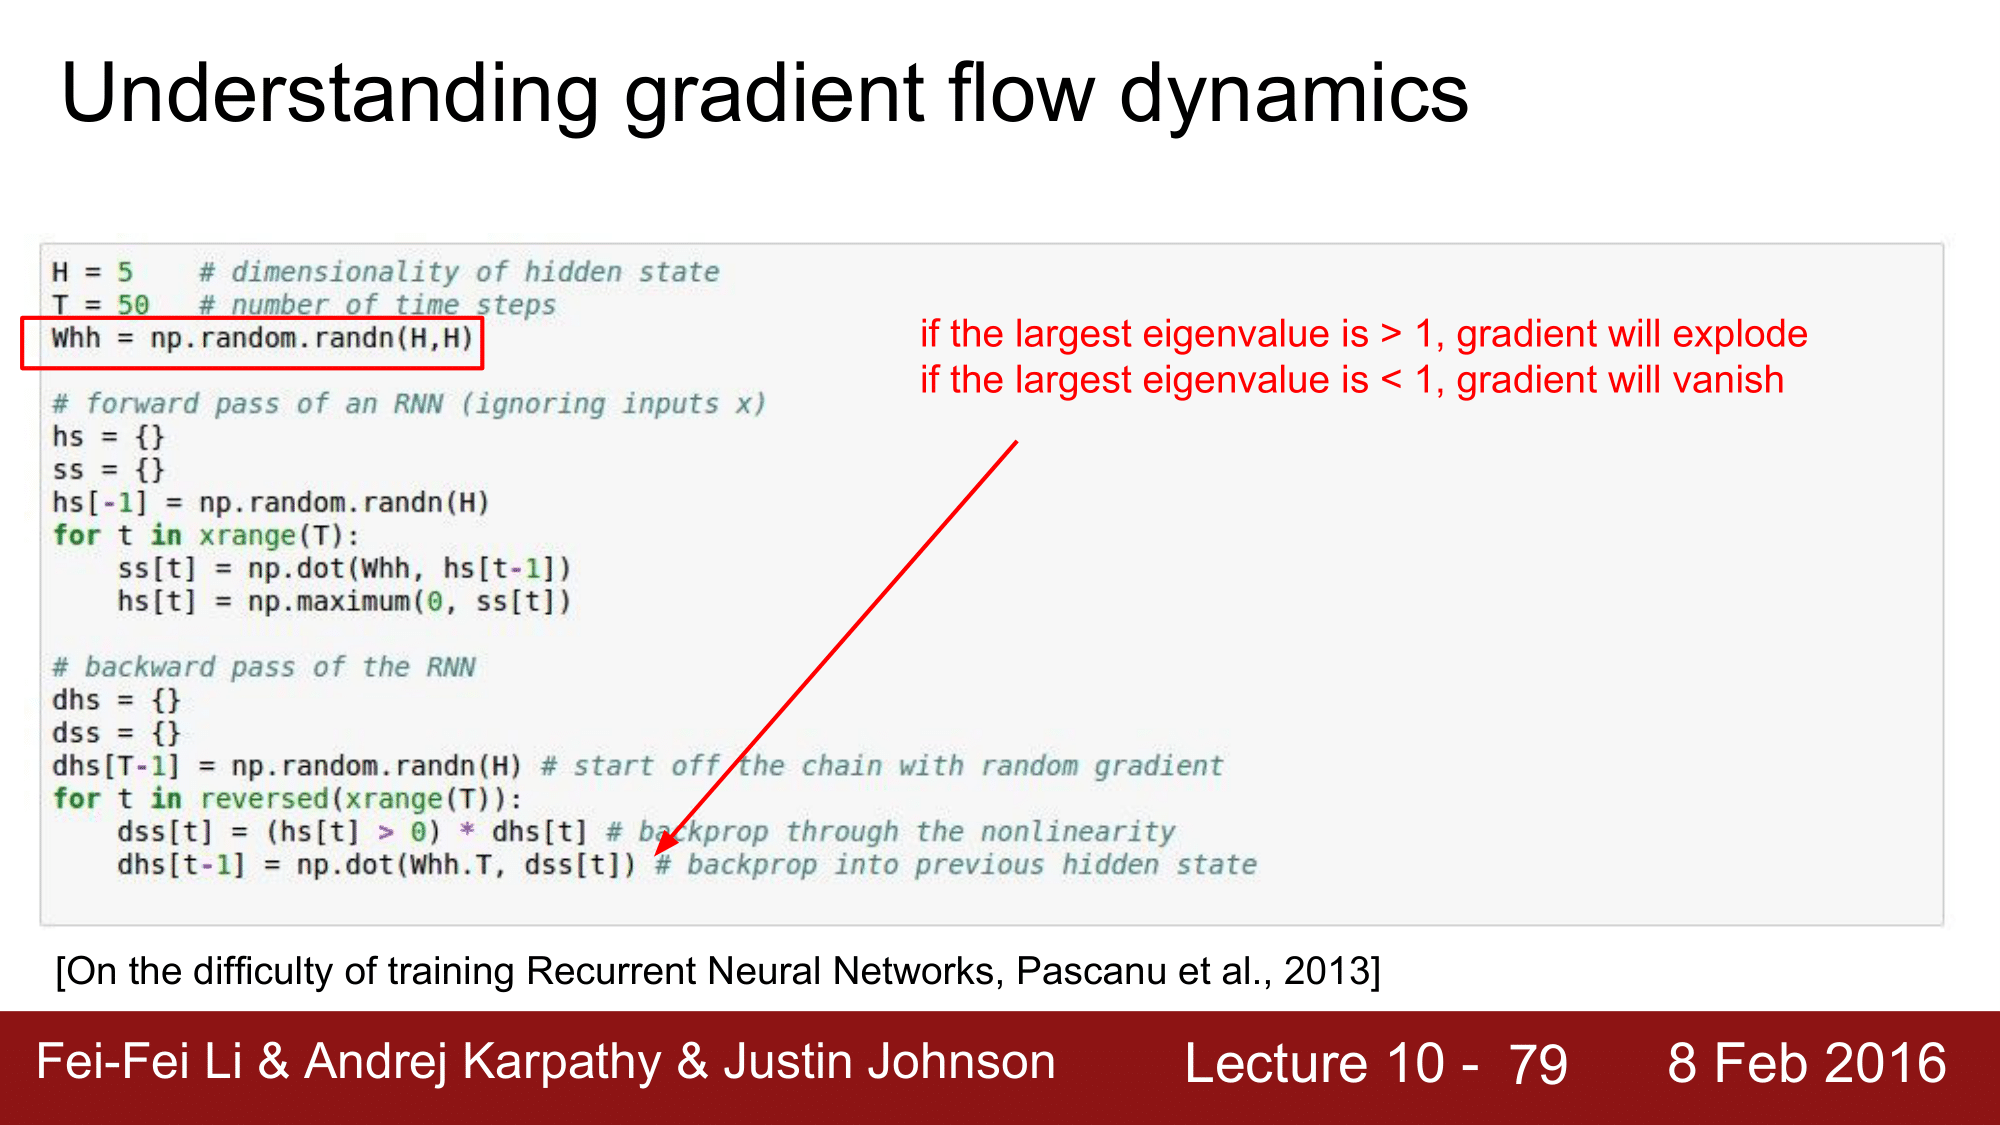 Understanding gradient flow dynamics
H = 5    # dimensionality of hidden state
T = 50   # number of time steps
Whh = np.random.randn(H,H)
if the largest eigenvalue is > 1, gradient will explode
if the largest eigenvalue is < 1, gradient will vanish
# forward pass of an RNN (ignoring inputs x)
hs = {}
ss = {}
hs[-1] = np.random.randn(H)
for t in xrange(T):
    ss[t] = np.dot(Whh, hs[t-1])
    hs[t] = np.maximum(0, ss[t])
# backward pass of the RNN
dhs = {}
dss = {}
dhs[T-1] = np.random.randn(H) # start off the chain with random gradient
for t in reversed(xrange(T)):
    dss[t] = (hs[t] > 0) * dhs[t] # backprop through the nonlinearity
    dhs[t-1] = np.dot(Whh.T, dss[t]) # backprop into previous hidden state
[On the difficulty of training Recurrent Neural Networks, Pascanu et al., 2013]
Fei-Fei Li & Andrej Karpathy & Justin Johnson    Lecture 10 - 79    8 Feb 2016